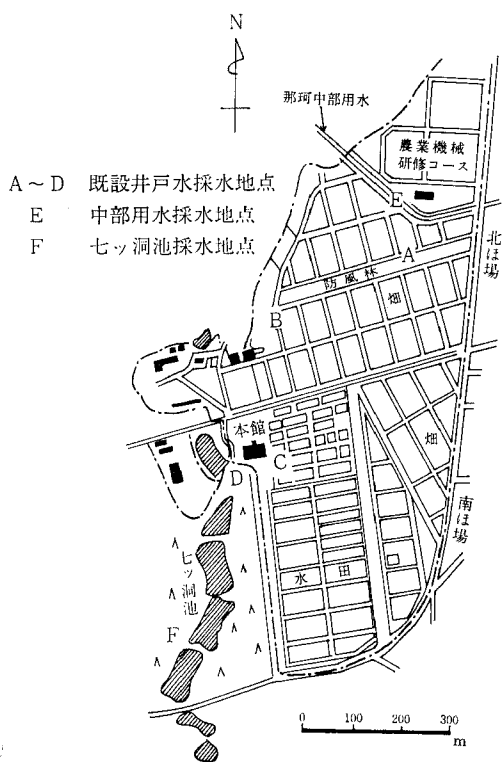 N
那珂中部用水
農業機械
研修コース
A～D 既設井戸水採水地点
E 中部用水採水地点
F 七ッ洞池採水地点
E
A
北ほ場
防風林
畑
B
本館
C
畑
D
南ほ場
七ッ洞池
水田
F
0 100 200 300
m